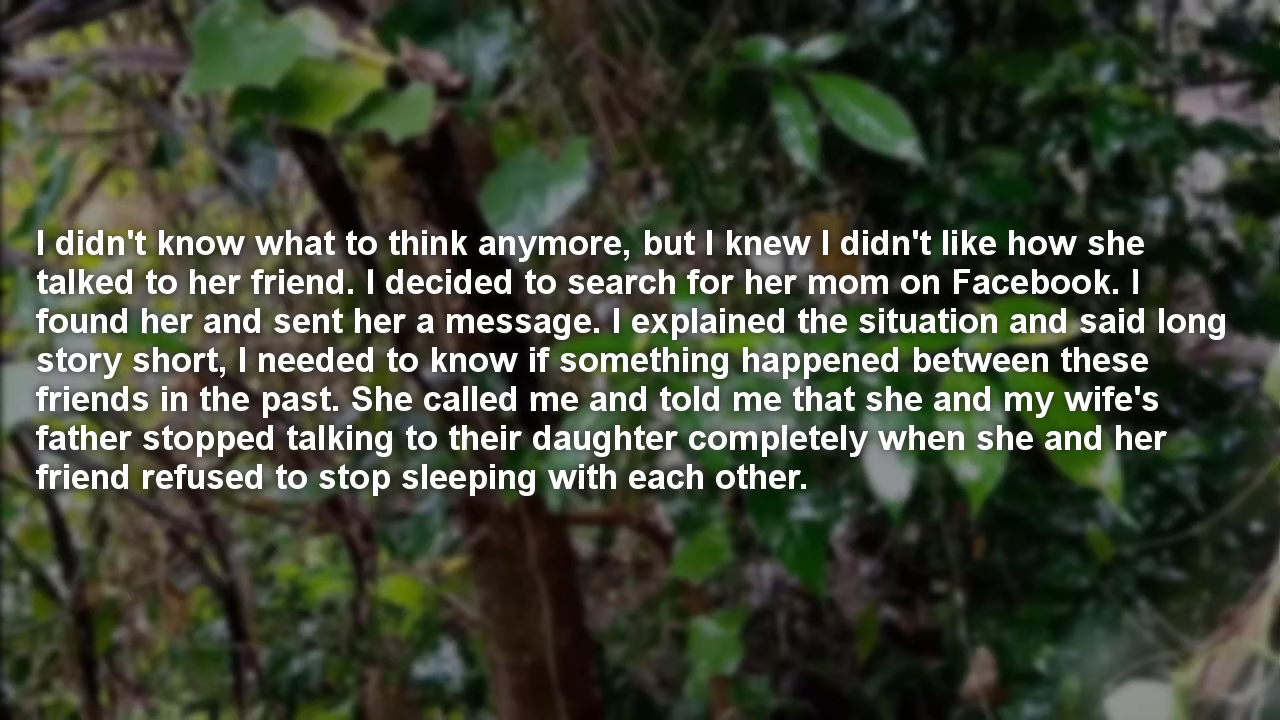 I didn't know what to think anymore, but I knew I didn't like how she
talked to her friend. I decided to search for her mom on Facebook. I
found her and sent her a message. I explained the situation and said long
story short, I needed to know if something happened between these
friends in the past. She called me and told me that she and my wife's
father stopped talking to their daughter completely when she and her
friend refused to stop sleeping with each other.